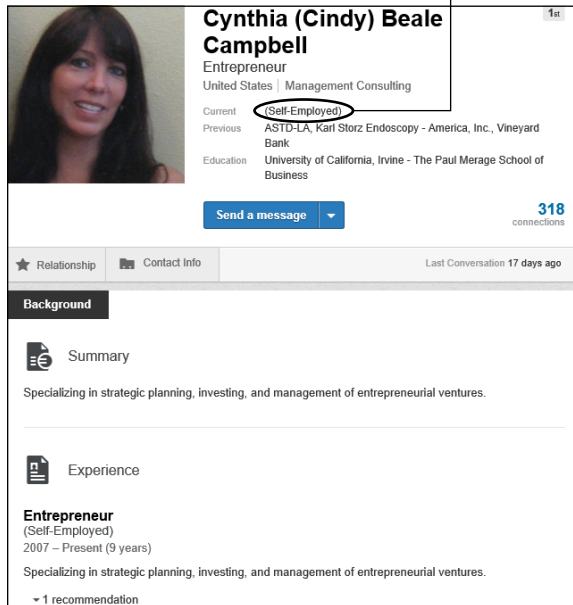 Cynthia (Cindy) Beale
Campbell
1st
Entrepreneur
United States | Management Consulting
Current (Self-Employed)
Previous ASTD-LA, Karl Storz Endoscopy - America, Inc., Vineyard
Bank
Education University of California, Irvine - The Paul Merage School of
Business
Send a message
318
connections
Relationship
Contact Info
Last Conversation 17 days ago
Background
Summary
Specializing in strategic planning, investing, and management of entrepreneurial ventures.
Experience
Entrepreneur
(Self-Employed)
2007 – Present (9 years)
Specializing in strategic planning, investing, and management of entrepreneurial ventures.
1 recommendation